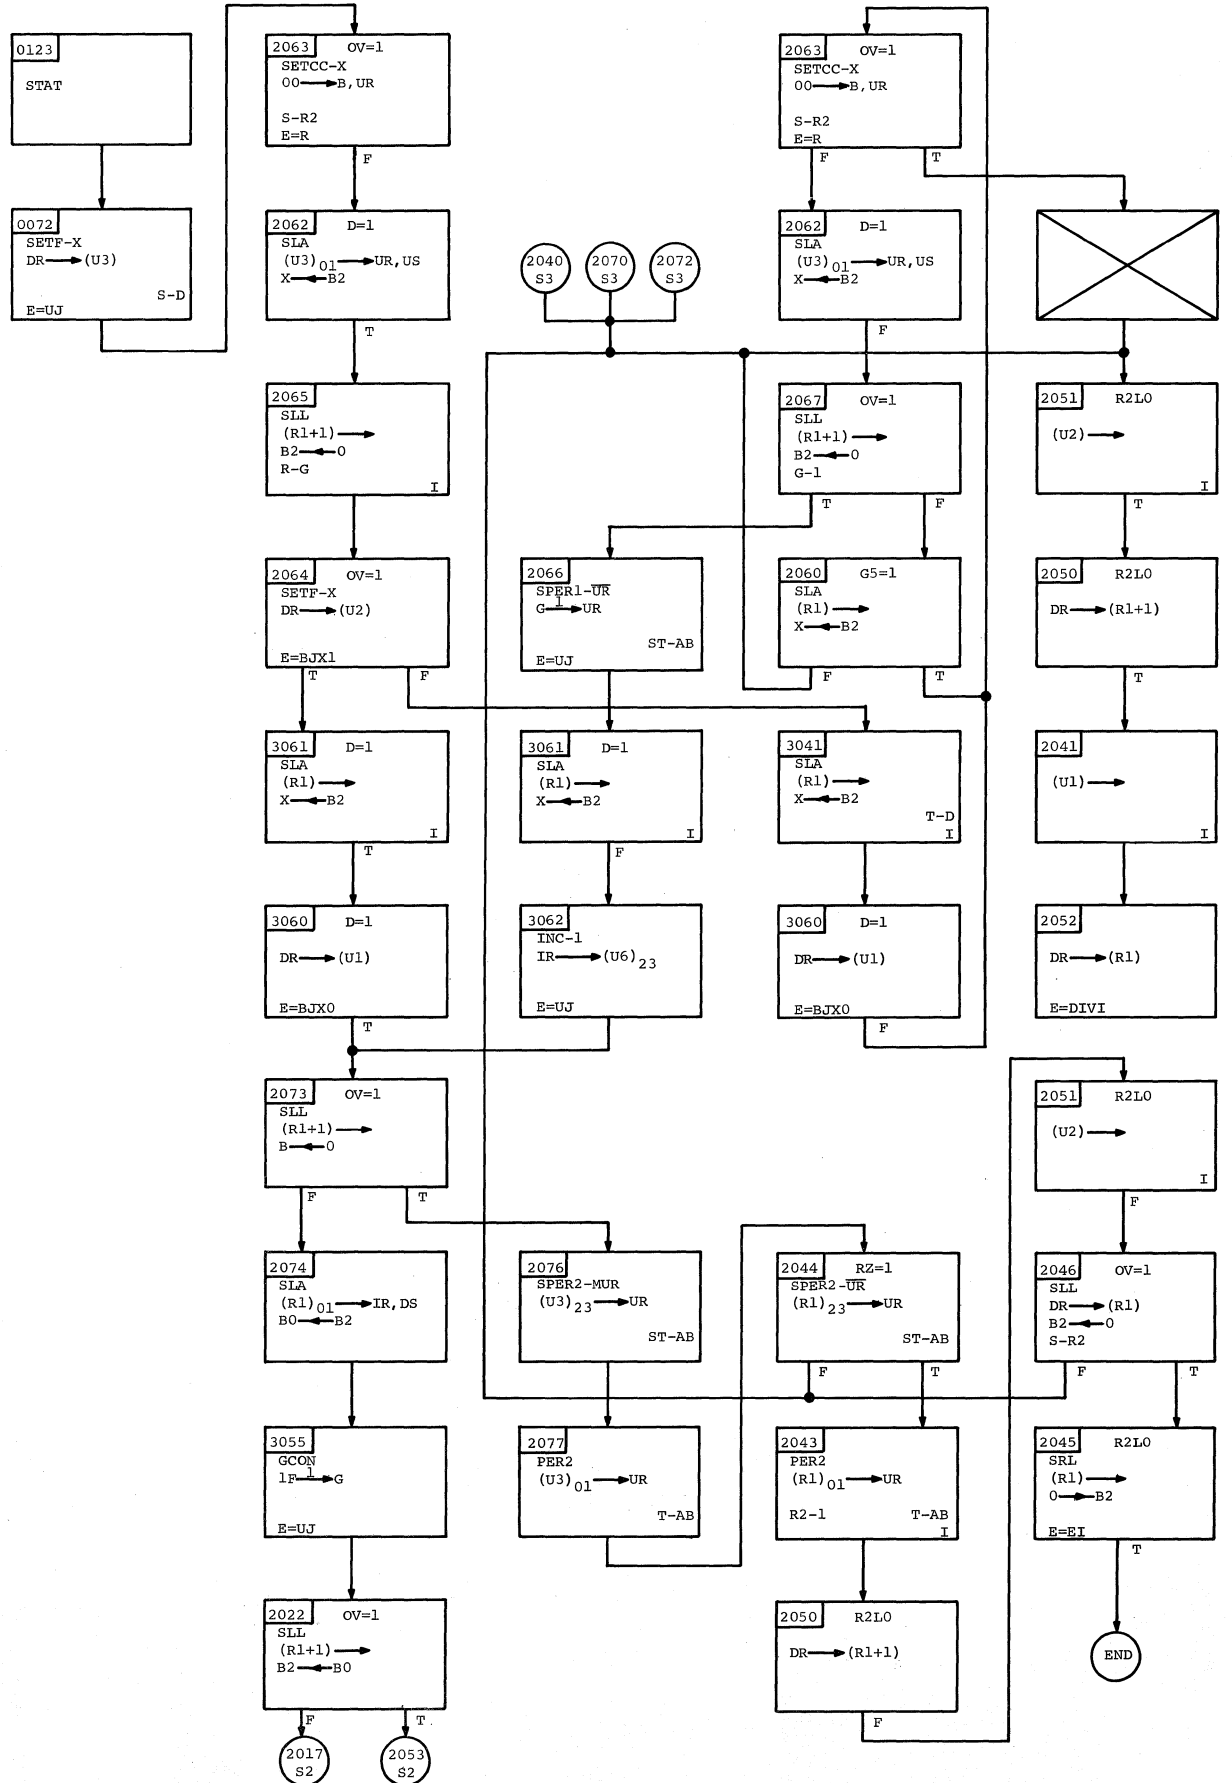 0123
STAT
0072
SETF-X
DR (U3)
S-D
E=UJ
2063 OV=1
SETCC-X
00 B,UR
S-R2
E=R
F
2062 D=1
SLA
(U3)01 UR,US
X B2
T
2065
SLL
(R1+1)
B2 0
R-G
I
2064 OV=1
SETF-X
DR (U2)
E=BJX1
T F
3061 D=1
SLA
(R1)
X B2
I
T
3060 D=1
DR (U1)
E=BJX0
T
2073 OV=1
SLL
(R1+1)
B 0
F T
2074
SLA
(R1)01 IR,DS
B0 B2
3055
GCON
1F 1 G
E=UJ
2022 OV=1
SLL
(R1+1)
B2 B0
F T
2017
S2
2053
S2
2040
S3
2070
S3
2072
S3
2066
SPER1-UR
G 1 UR
ST-AB
E=UJ
3061 D=1
SLA
(R1)
X B2
I
F
3062
INC-1
IR (U6)23
E=UJ
2076
SPER2-MUR
(U3)23 UR
ST-AB
2077
PER2
(U3)01 UR
T-AB
2063 OV=1
SETCC-X
00 B,UR
S-R2
E=R
F T
2062 D=1
SLA
(U3)01 UR,US
X B2
F
2067 OV=1
SLL
(R1+1)
B2 0
G-1
T F
2060 G5=1
SLA
(R1)
X B2
F T
3041
SLA
(R1)
X B2
T-D
I
3060 D=1
DR (U1)
E=BJX0
F
2044 RZ=1
SPER2-UR
(R1)23 UR
ST-AB
F T
2043
PER2
(R1)01 UR
R2-1 T-AB
I
2050 R2L0
DR (R1+1)
F
2051 R2L0
(U2)
I
T
2050 R2L0
DR (R1+1)
T
2041
(U1)
I
2052
DR (R1)
E=DIVI
2051 R2L0
(U2)
I
F
2046 OV=1
SLL
DR (R1)
B2 0
S-R2
F T
2045 R2L0
SRL
(R1)
0 B2
E=EI
T
END